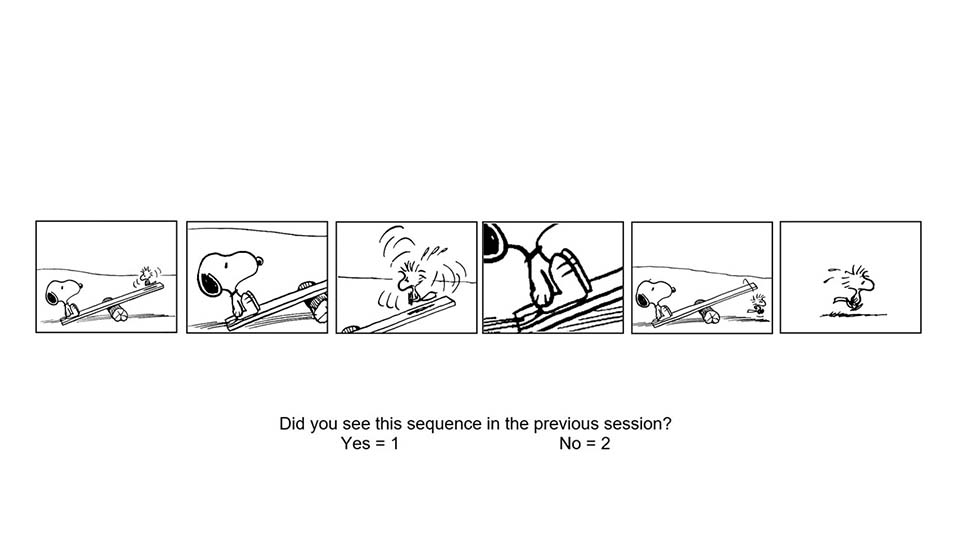 Did you see this sequence in the previous session?
Yes = 1 No = 2